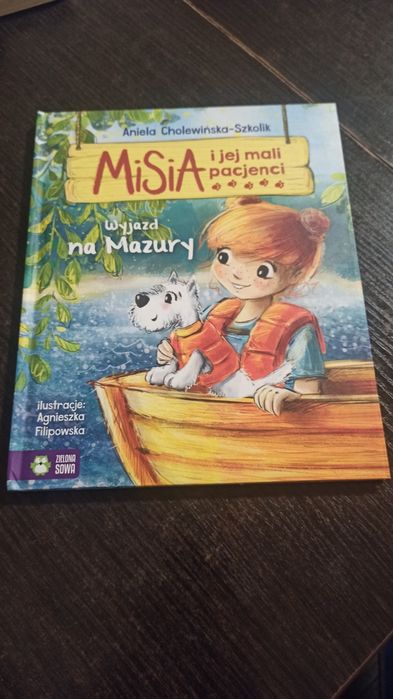 Aniela Cholewińska-Szkolik
MiSiA
i jej mali
pacjenci
Wyjazd
na Mazury
ilustracje:
Agnieszka
Filipowska
ZIELONA
SOWA